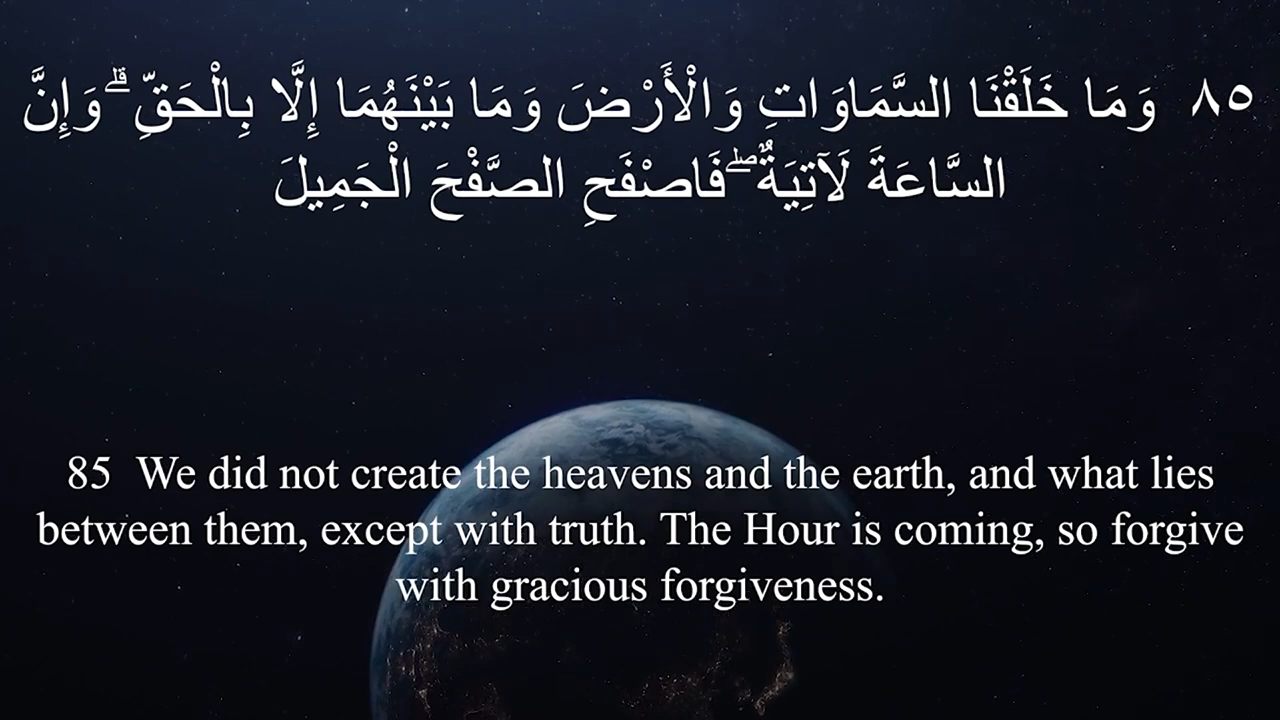 ٨٥ وَمَا خَلَقْنَا السَّمَاوَاتِ وَالْأَرْضَ وَمَا بَيْنَهُمَا إِلَّا بِالْحَقِّ ۗ وَإِنَّ
السَّاعَةَ لَآتِيَةٌ ۖ فَاصْفَحِ الصَّفْحَ الْجَمِيلَ
85 We did not create the heavens and the earth, and what lies
between them, except with truth. The Hour is coming, so forgive
with gracious forgiveness.